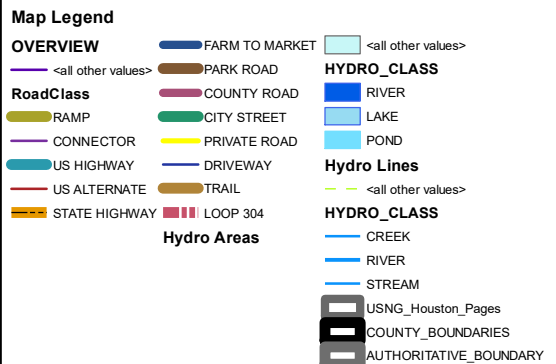 Map Legend
OVERVIEW
<all other values>
RoadClass
RAMP
CONNECTOR
US HIGHWAY
US ALTERNATE
STATE HIGHWAY
FARM TO MARKET
PARK ROAD
COUNTY ROAD
CITY STREET
PRIVATE ROAD
DRIVEWAY
TRAIL
LOOP 304
Hydro Areas
<all other values>
HYDRO_CLASS
RIVER
LAKE
POND
Hydro Lines
<all other values>
HYDRO_CLASS
CREEK
RIVER
STREAM
USNG_Houston_Pages
COUNTY_BOUNDARIES
AUTHORITATIVE_BOUNDARY